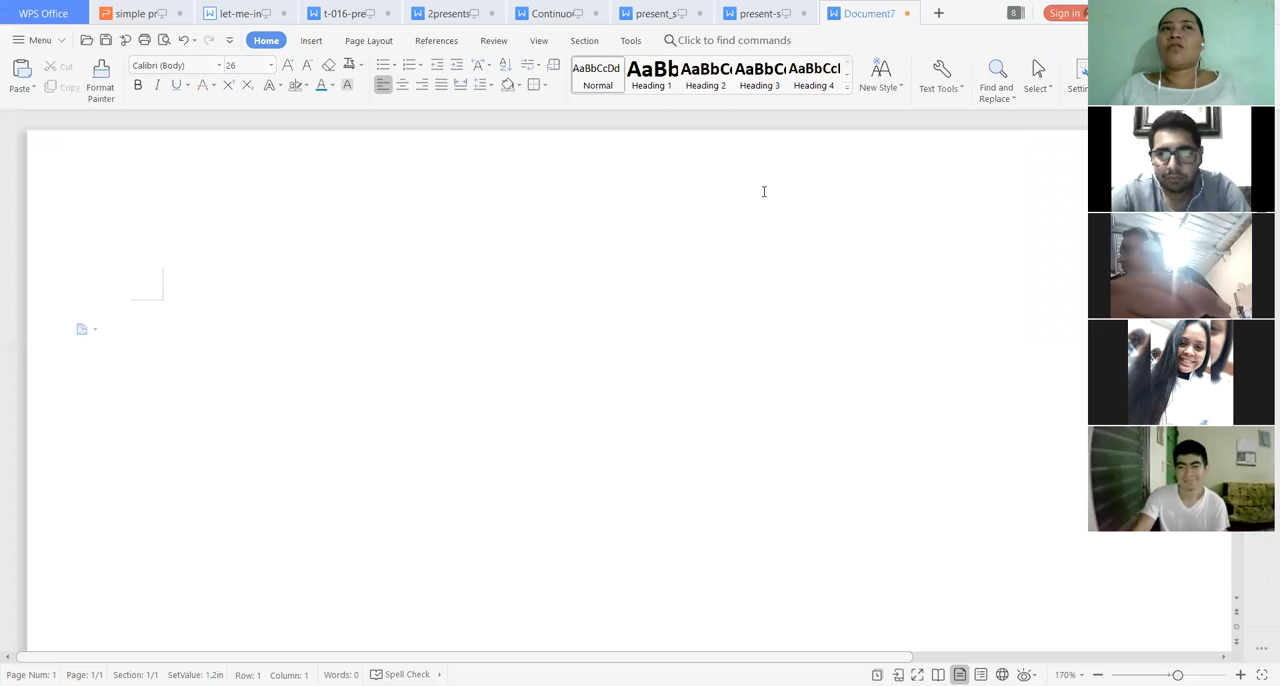 WPS Office simple pr let-me-in t-016-pre 2presents Continuo present_s present-s Document7 8 Sign in
Menu Home Insert Page Layout References Review View Section Tools Click to find commands
Paste Cut Copy Format Painter Calibri (Body) 26 AaBbCcDd Normal AaBb Heading 1 AaBbC Heading 2 AaBbC Heading 3 AaBbCcI Heading 4 New Style Text Tools Find and Replace Select
Page Num: 1 Page: 1/1 Section: 1/1 SetValue: 1.2in Row: 1 Column: 1 Words: 0 Spell Check 170%